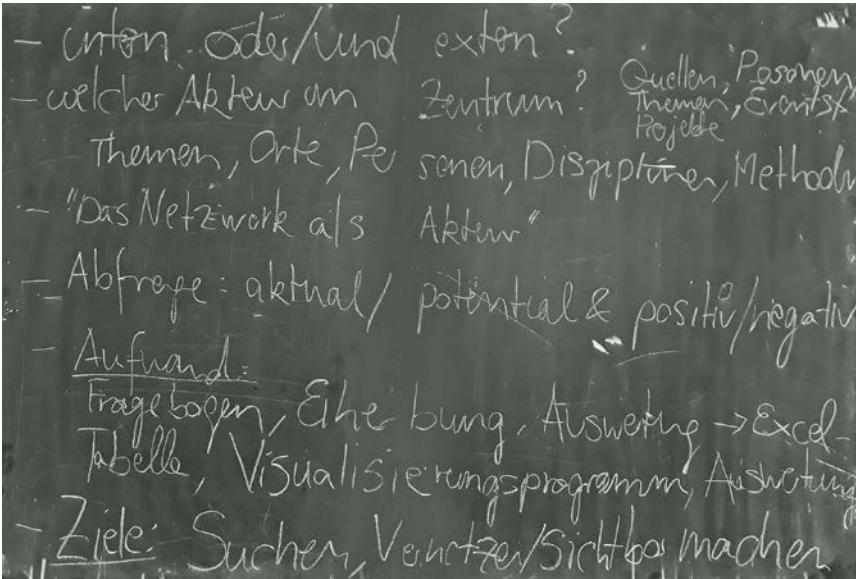 - intern oder/und extern?
- welcher Akteur im Zentrum? Quellen, Personen,
Themen, Events,
Projekte
Themen, Orte, Personen, Disziplinen, Methoden
- "Das Netzwerk als Akteur"
- Abfrage: aktual/ potential & positiv/negativ
- Aufwand:
Fragebogen, Erhebung, Auswertung → Excel-
Tabelle, Visualisierungsprogramm, Auswertung
- Ziele: Suchen, Vernetzen/Sichtbar machen